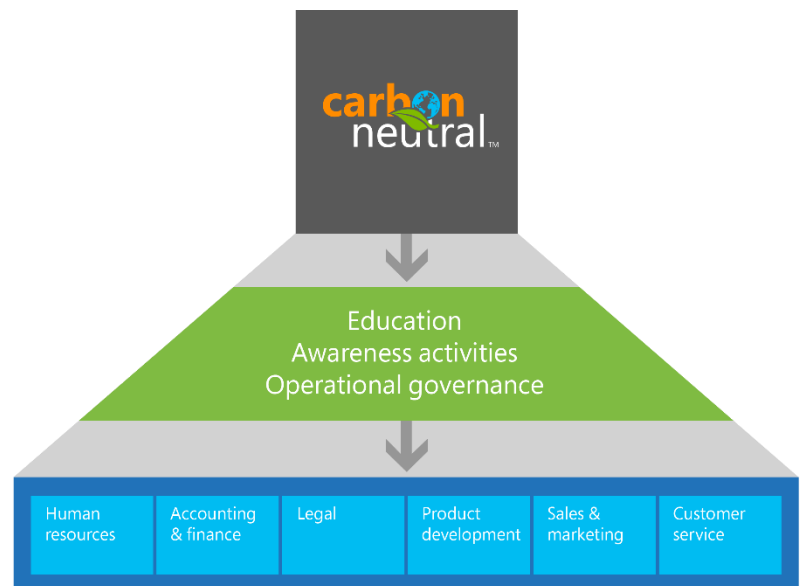 carbon
neutral™
Education
Awareness activities
Operational governance
Human
resources
Accounting
& finance
Legal
Product
development
Sales &
marketing
Customer
service